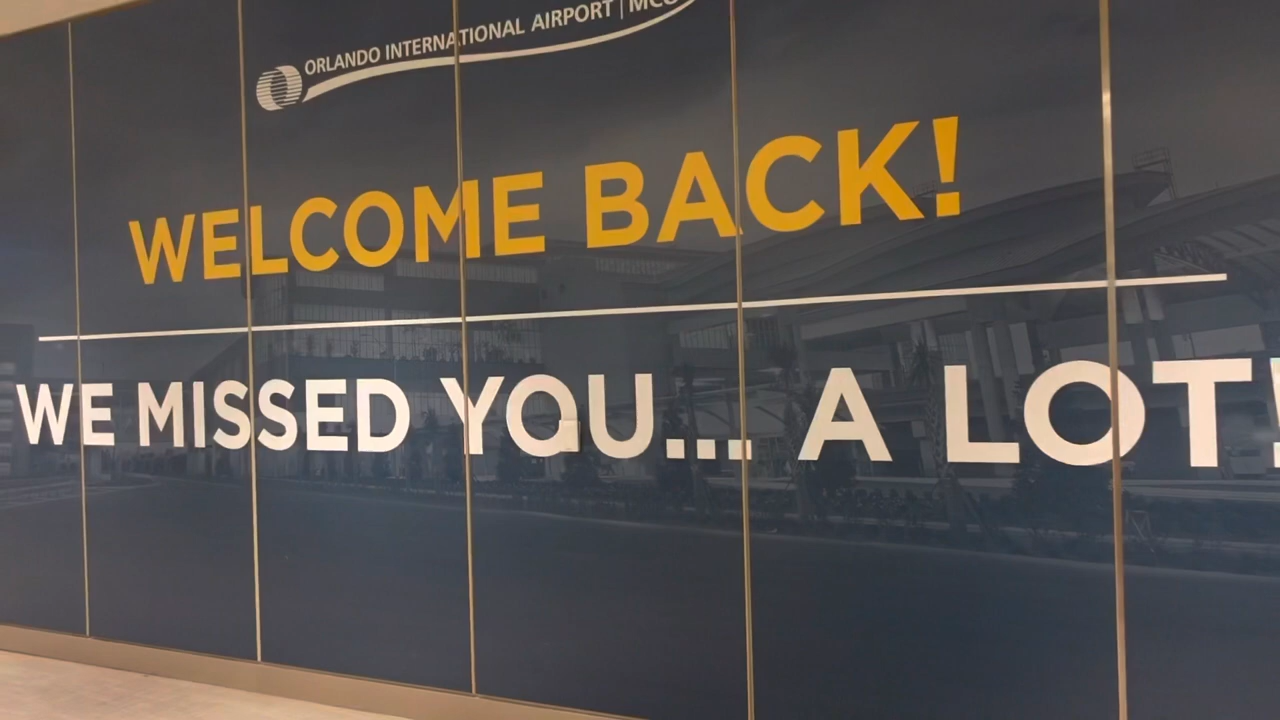 ORLANDO INTERNATIONAL AIRPORT | MCO
WELCOME BACK!
WE MISSED YOU... A LOT!